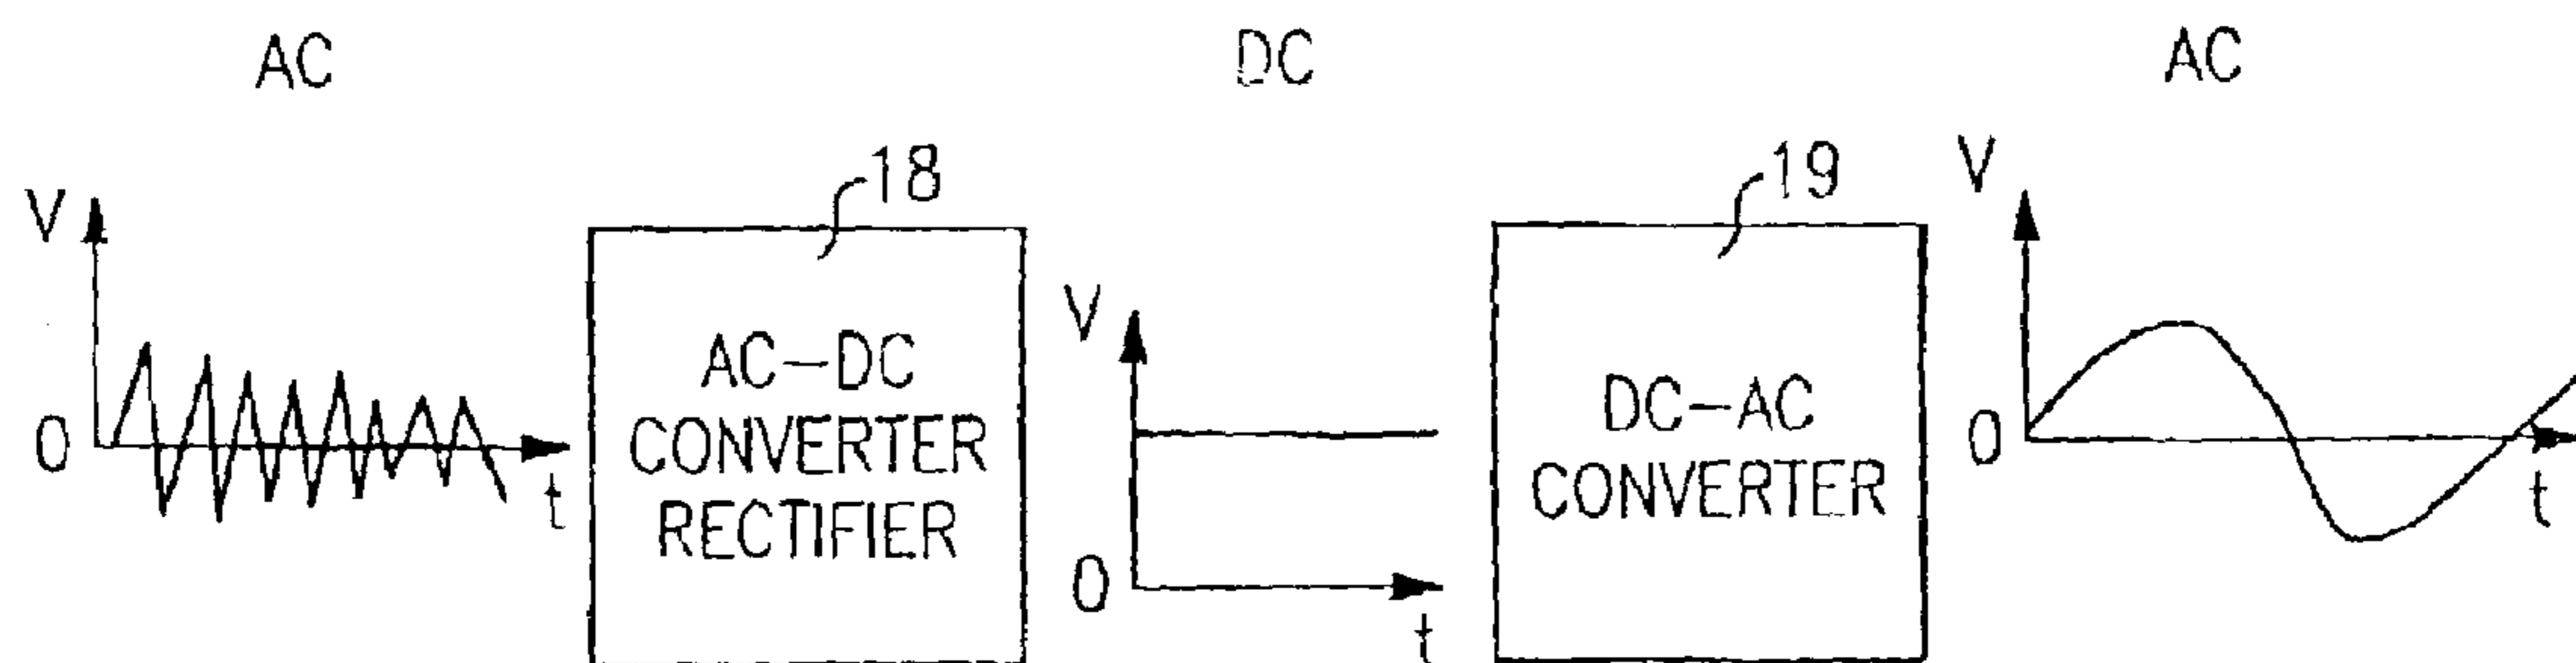 AC
DC
AC
V
0
t
18
AC-DC
CONVERTER
RECTIFIER
V
0
t
19
DC-AC
CONVERTER
V
0
t